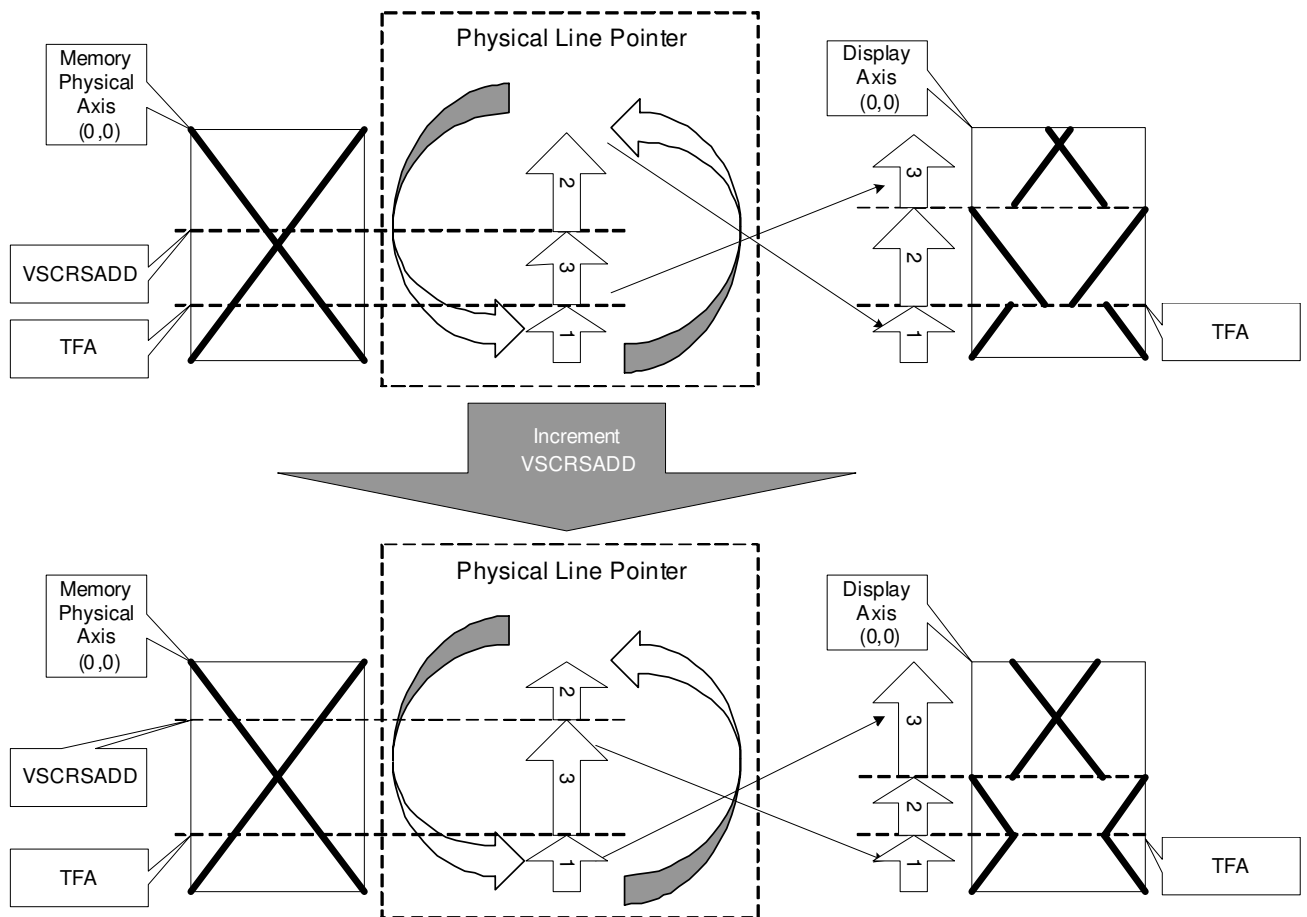 Physical Line Pointer
Memory
Physical
Axis
(0,0)
Display
Axis
(0,0)
2
3
1
3
2
1
VSCRSADD
TFA
TFA
Increment
VSCRSADD
Physical Line Pointer
Memory
Physical
Axis
(0,0)
Display
Axis
(0,0)
2
3
1
3
2
1
VSCRSADD
TFA
TFA